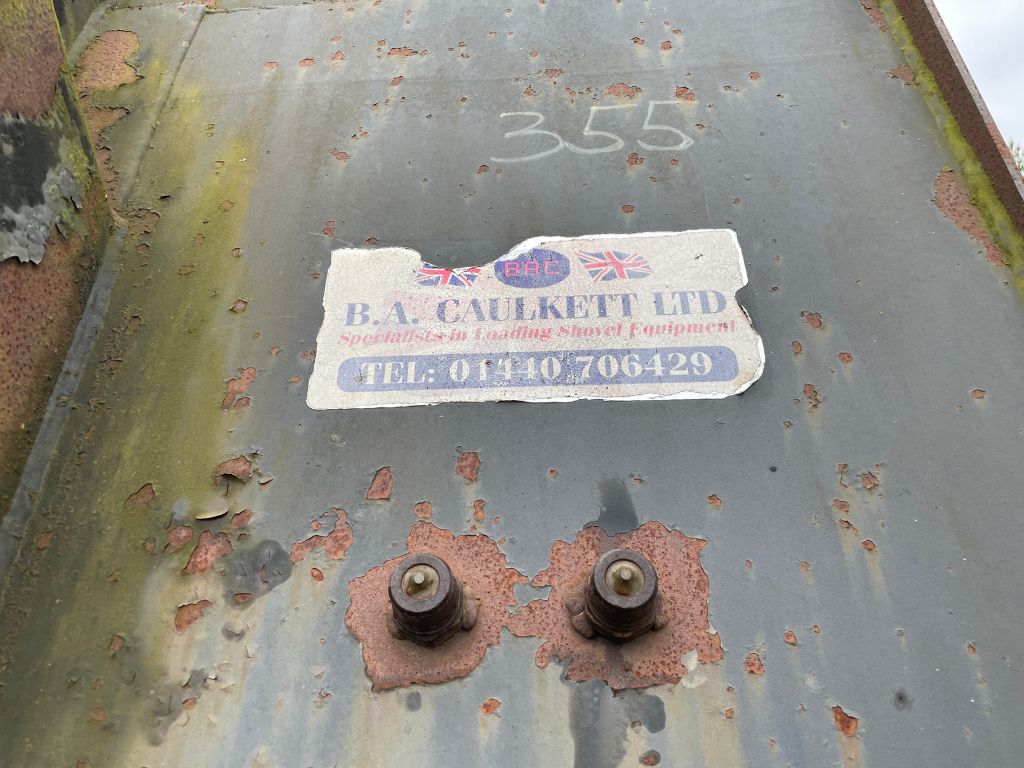 355
BAC
B.A. CAULKETT LTD
Specialists in Loading Shovel Equipment
TEL: 01440 706429